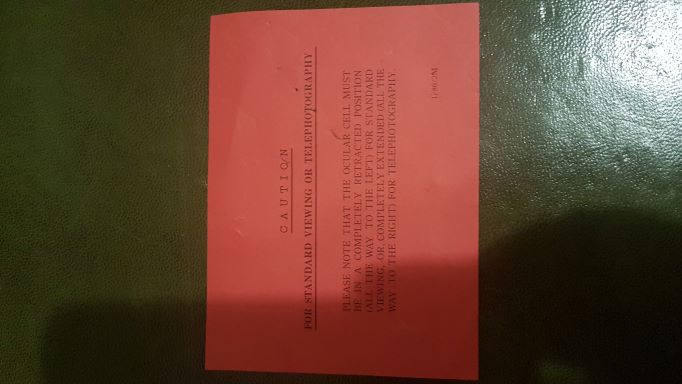 CAUTION
FOR STANDARD VIEWING OR TELEPHOTOGRAPHY
PLEASE NOTE THAT THE OCULAR CELL MUST
BE IN A COMPLETELY RETRACTED POSITION
(ALL THE WAY TO THE LEFT) FOR STANDARD
VIEWING, OR, COMPLETELY EXTENDED (ALL THE
WAY TO THE RIGHT) FOR TELEPHOTOGRAPHY.